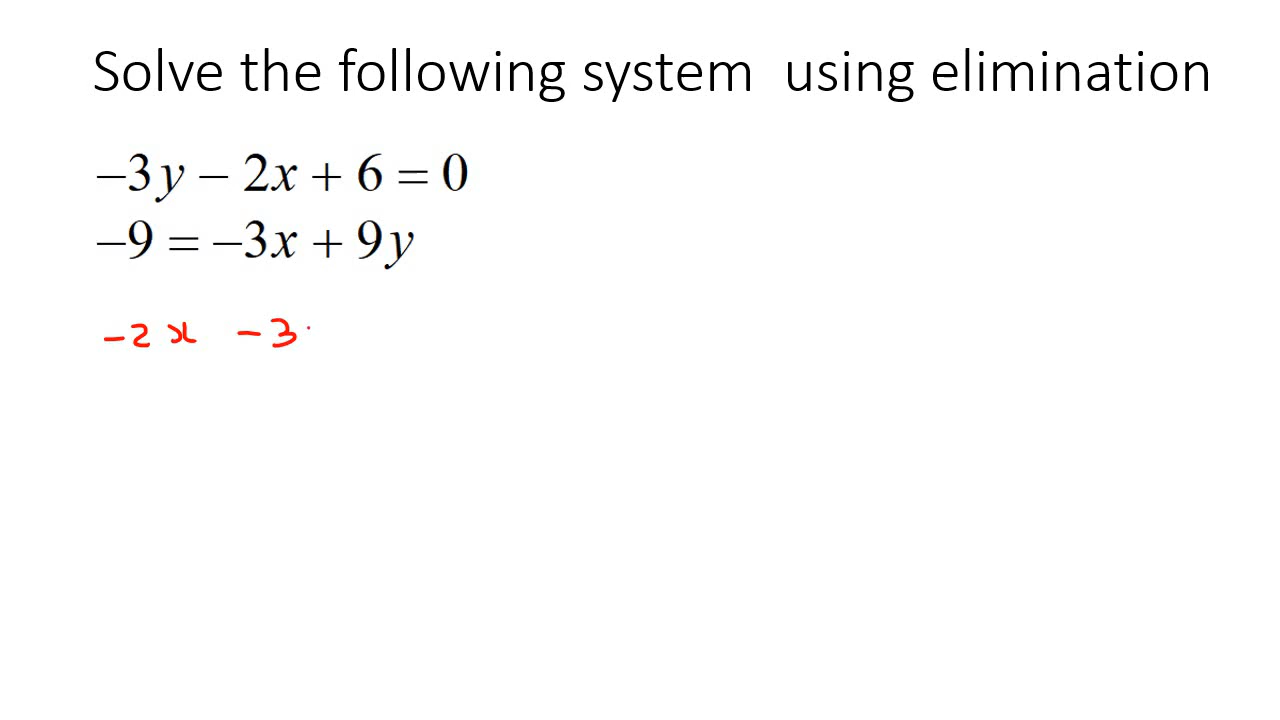 Solve the following system using elimination
−3y − 2x + 6 = 0
−9 = −3x + 9y
−2x −3